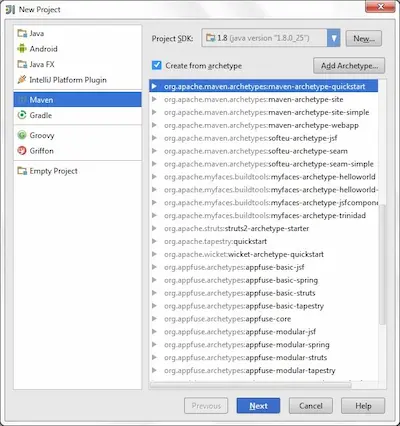 New Project
Java
Android
Java FX
IntelliJ Platform Plugin
Maven
Gradle
Groovy
Griffon
Empty Project
Project SDK: 1.8 (java version "1.8.0_25") New...
Create from archetype Add Archetype...
org.apache.maven.archetypes:maven-archetype-quickstart
org.apache.maven.archetypes:maven-archetype-site
org.apache.maven.archetypes:maven-archetype-site-simple
org.apache.maven.archetypes:maven-archetype-webapp
org.apache.maven.archetypes:softeu-archetype-jsf
org.apache.maven.archetypes:softeu-archetype-seam
org.apache.maven.archetypes:softeu-archetype-seam-simple
org.apache.myfaces.buildtools:myfaces-archetype-helloworld
org.apache.myfaces.buildtools:myfaces-archetype-helloworld-
org.apache.myfaces.buildtools:myfaces-archetype-jsfcompone
org.apache.myfaces.buildtools:myfaces-archetype-trinidad
org.apache.struts:struts2-archetype-starter
org.apache.tapestry:quickstart
org.apache.wicket:wicket-archetype-quickstart
org.appfuse.archetypes:appfuse-basic-jsf
org.appfuse.archetypes:appfuse-basic-spring
org.appfuse.archetypes:appfuse-basic-struts
org.appfuse.archetypes:appfuse-basic-tapestry
org.appfuse.archetypes:appfuse-core
org.appfuse.archetypes:appfuse-modular-jsf
org.appfuse.archetypes:appfuse-modular-spring
org.appfuse.archetypes:appfuse-modular-struts
org.appfuse.archetypes:appfuse-modular-tapestry
Previous Next Cancel Help